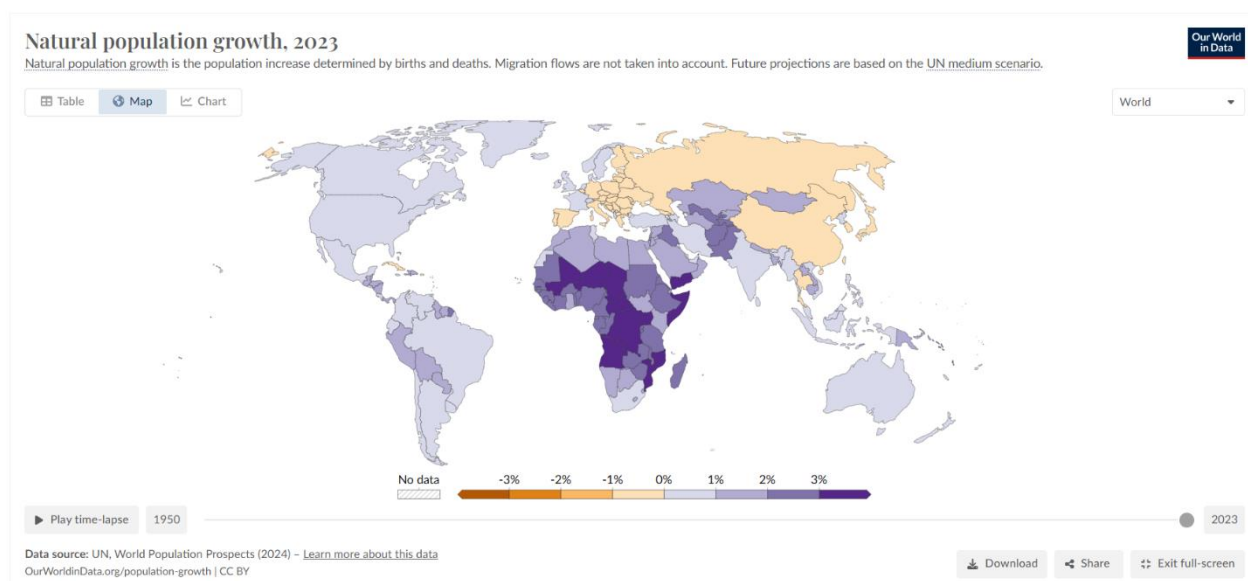 Natural population growth, 2023
Our World
in Data
Natural population growth is the population increase determined by births and deaths. Migration flows are not taken into account. Future projections are based on the UN medium scenario.
Table Map Chart
World
No data -3% -2% -1% 0% 1% 2% 3%
Play time-lapse 1950 2023
Data source: UN, World Population Prospects (2024) – Learn more about this data
OurWorldinData.org/population-growth | CC BY
Download Share Exit full-screen